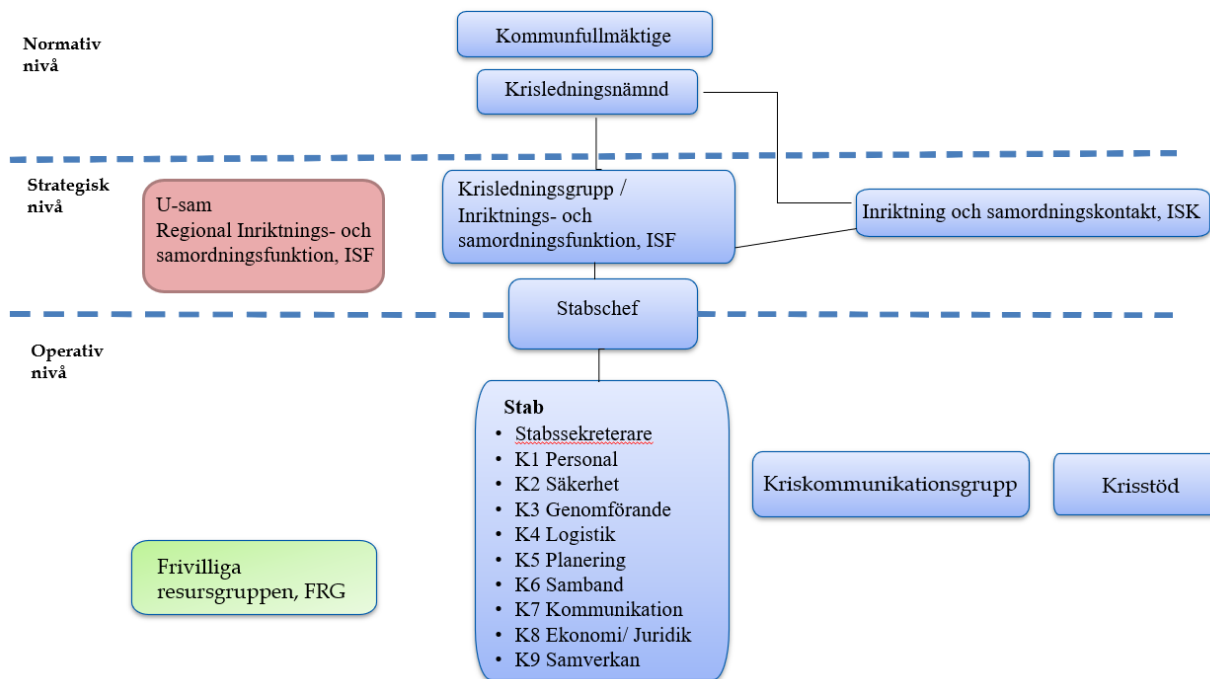 Normativ
nivå
Kommunfullmäktige
Krisledningsnämnd
Strategisk
nivå
U-sam
Regional Inriktnings- och
samordningsfunktion, ISF
Krisledningsgrupp /
Inriktnings- och
samordningsfunktion, ISF
Inriktning och samordningskontakt, ISK
Stabschef
Operativ
nivå
Stab
• Stabssekreterare
• K1 Personal
• K2 Säkerhet
• K3 Genomförande
• K4 Logistik
• K5 Planering
• K6 Samband
• K7 Kommunikation
• K8 Ekonomi/ Juridik
• K9 Samverkan
Kriskommunikationsgrupp
Krisstöd
Frivilliga
resursgruppen, FRG